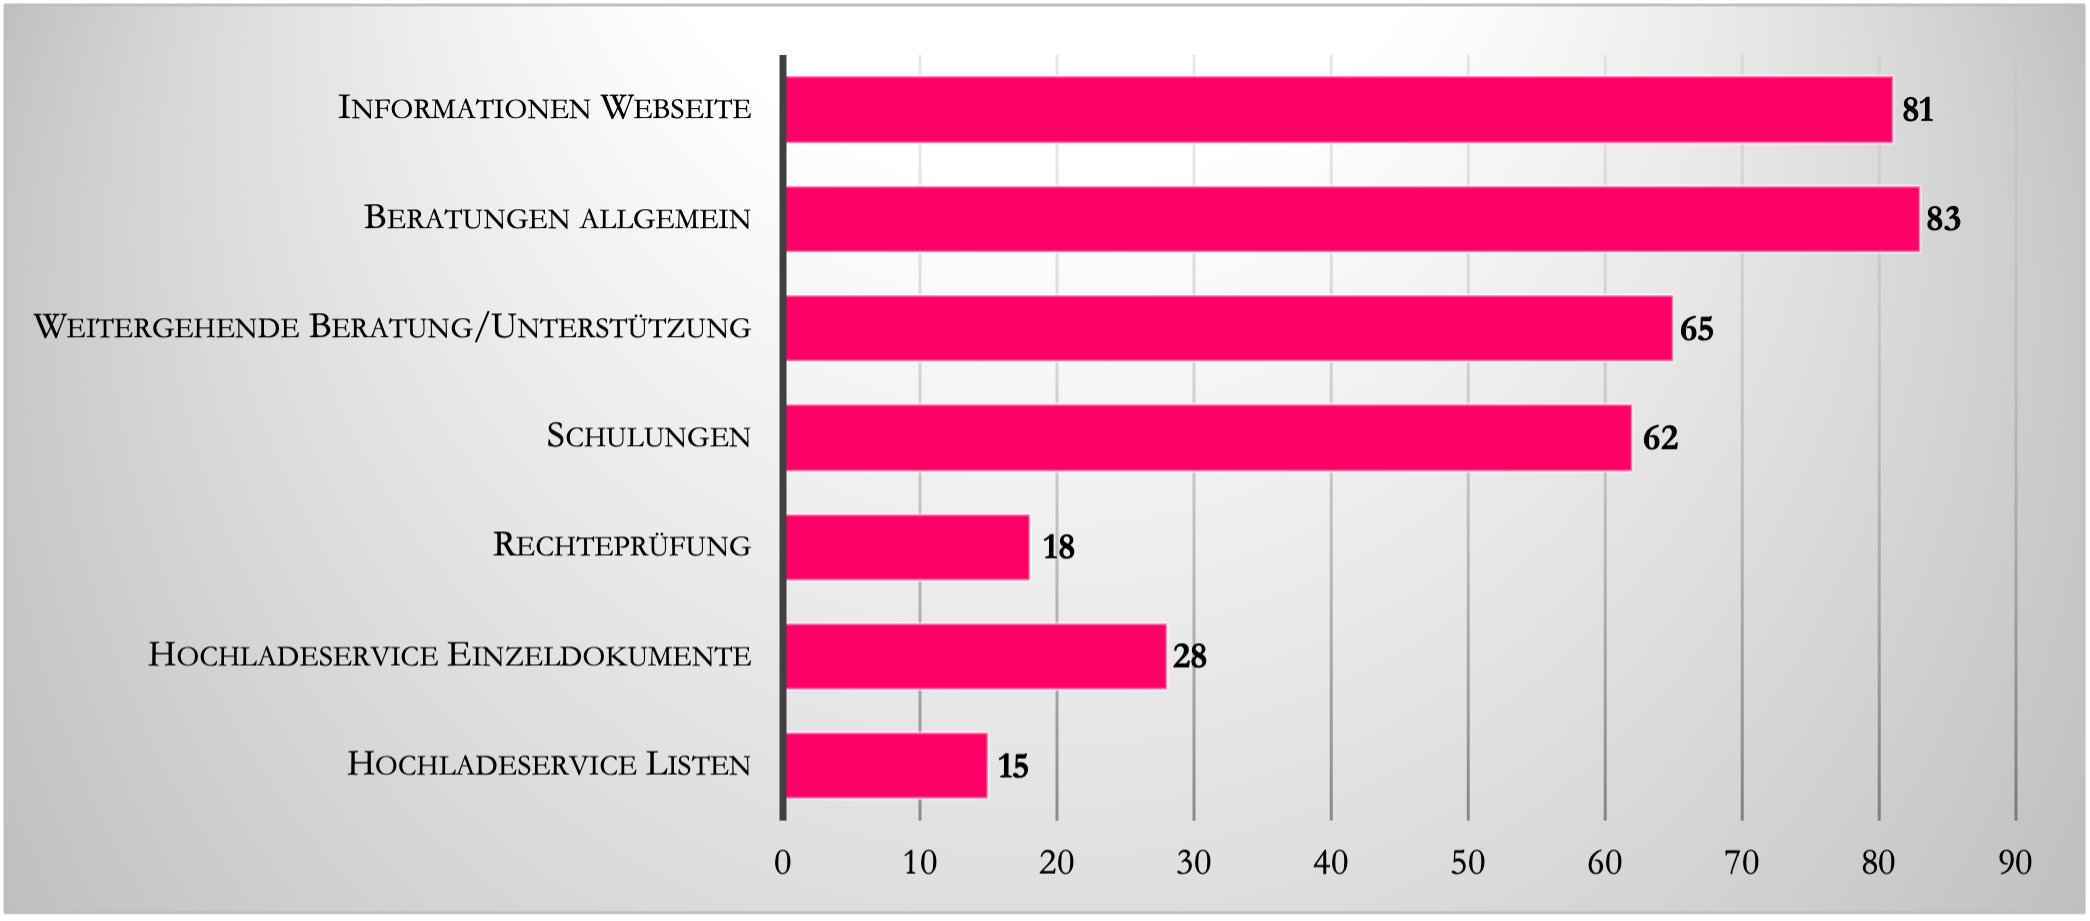 Informationen Webseite 81
Beratungen allgemein 83
Weitergehende Beratung/Unterstützung 65
Schulungen 62
Rechteprüfung 18
Hochladeservice Einzeldokumente 28
Hochladeservice Listen 15
0 10 20 30 40 50 60 70 80 90